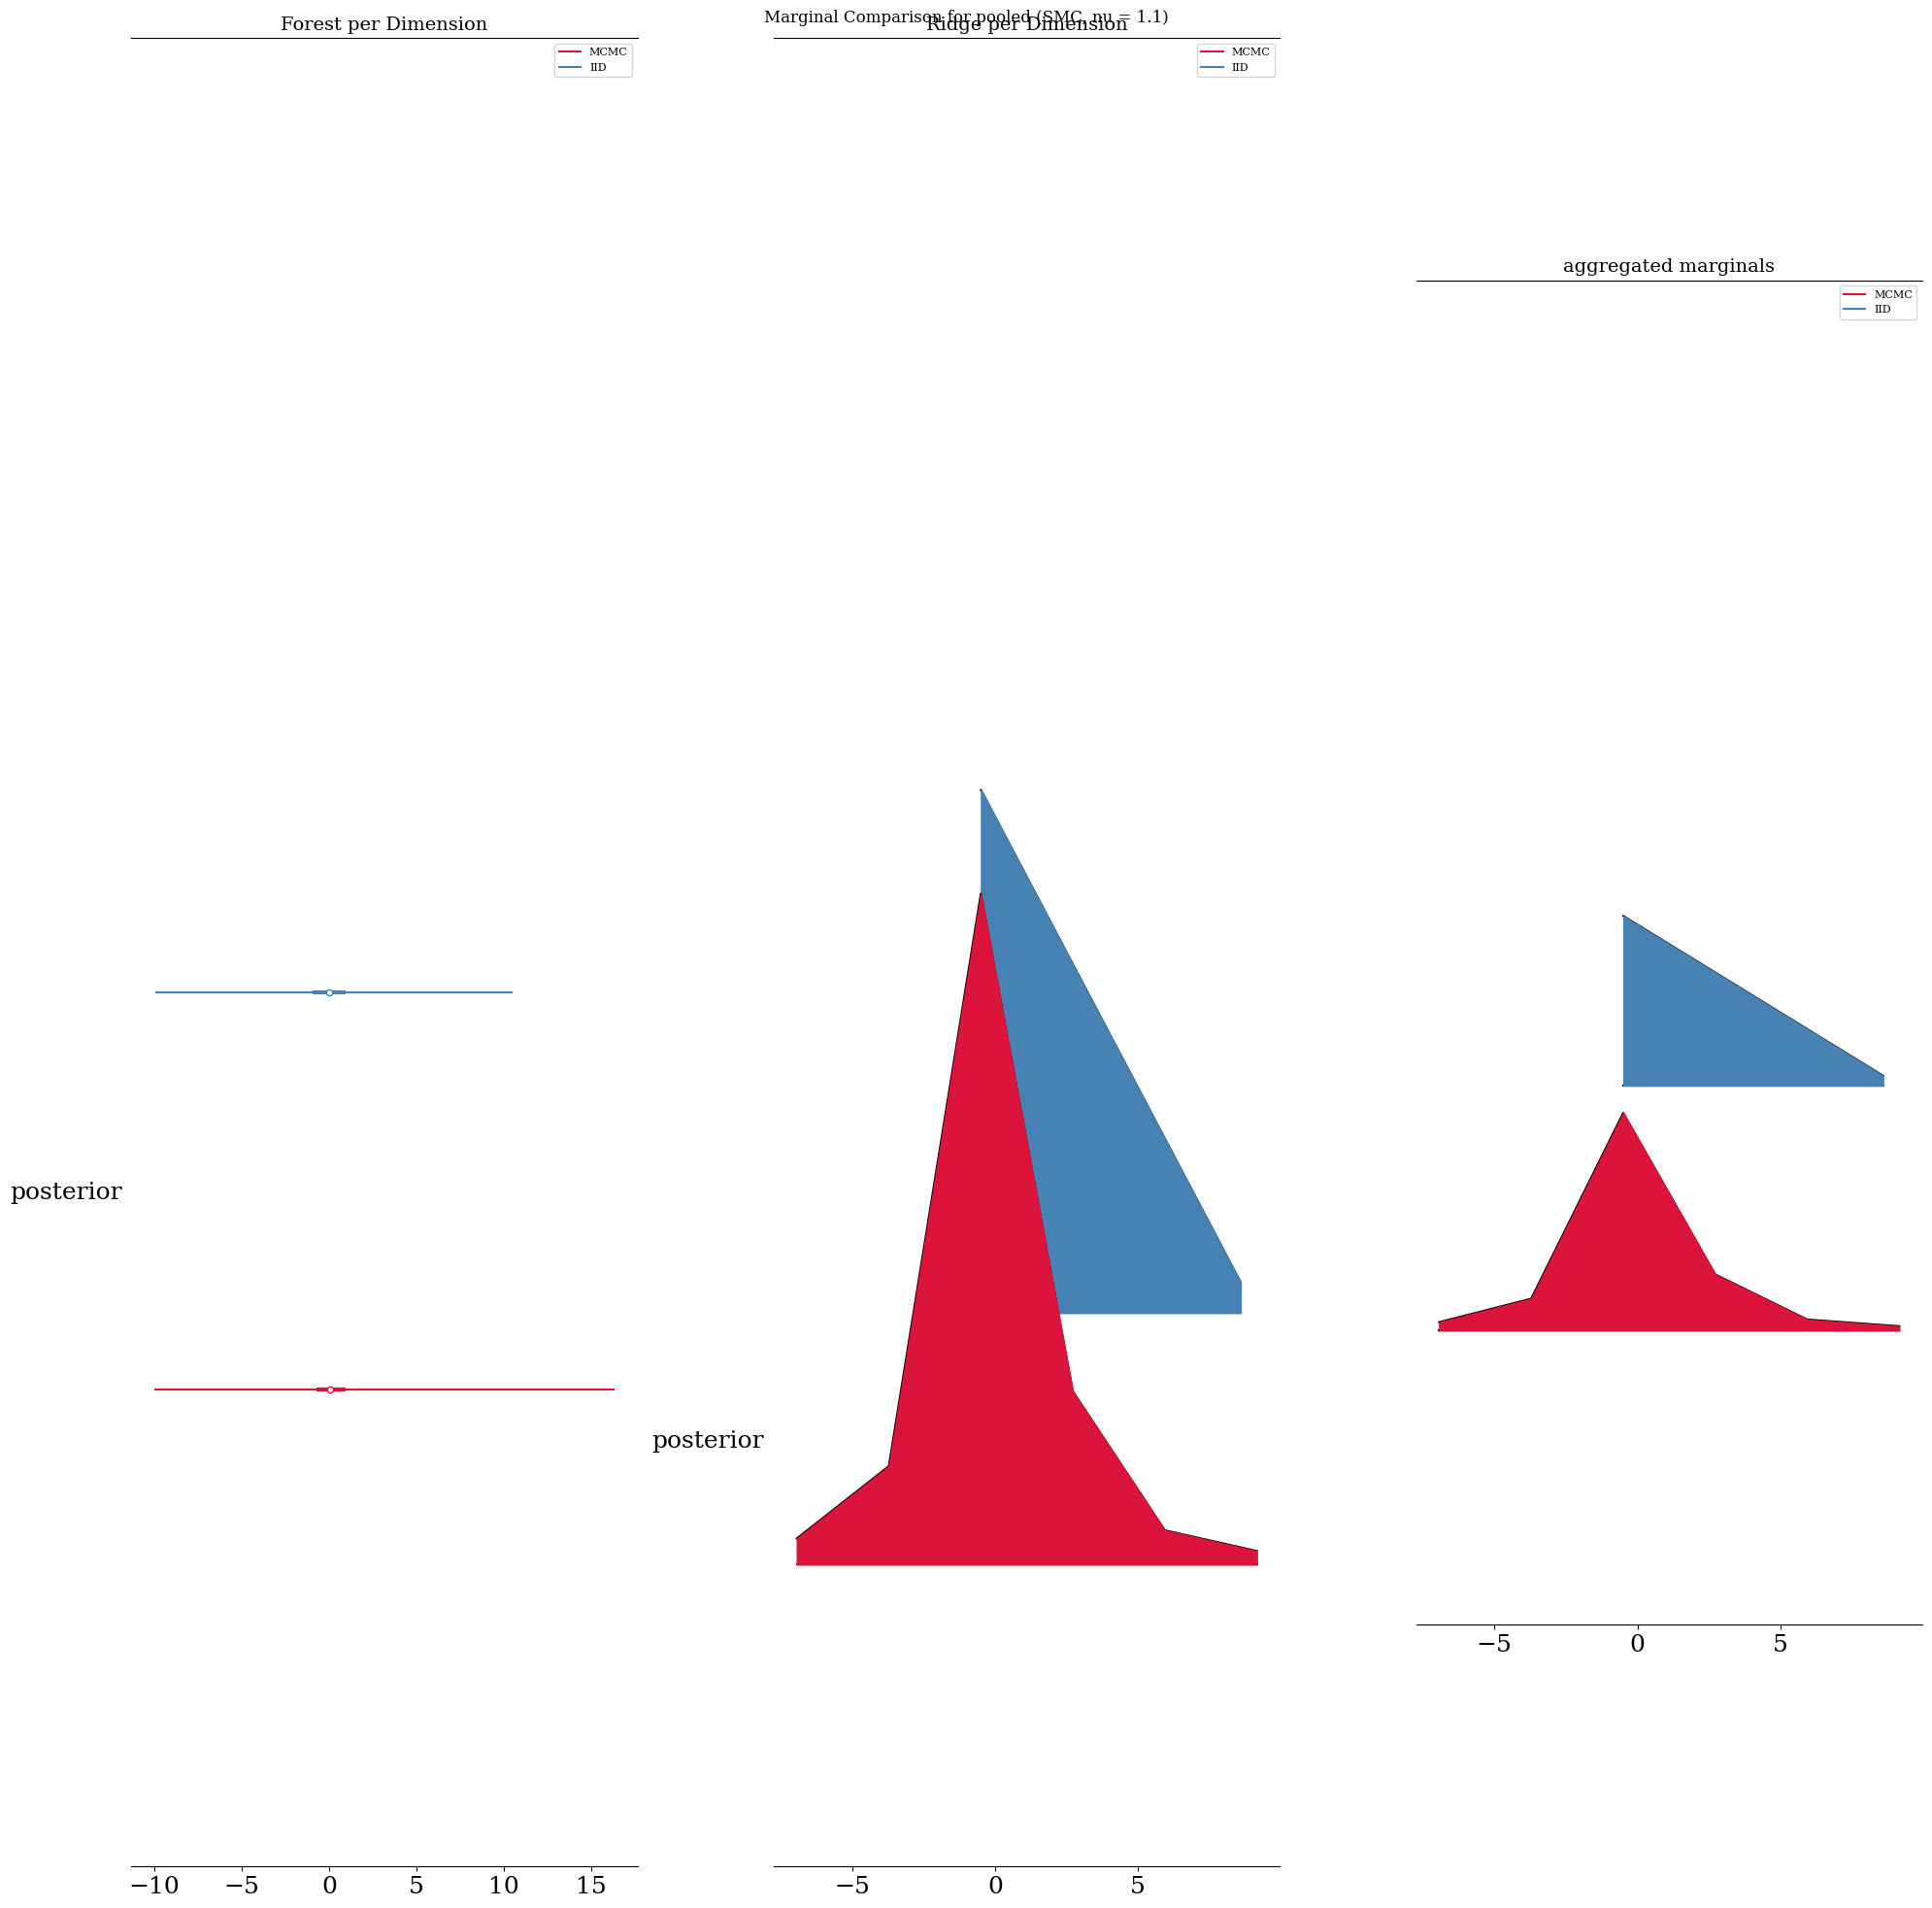 Marginal Comparison for pooled (SMC, nu = 1.1)
Forest per Dimension
MCMC
IID
posterior
−10 −5 0 5 10 15
Ridge per Dimension
MCMC
IID
posterior
−5 0 5
aggregated marginals
MCMC
IID
−5 0 5